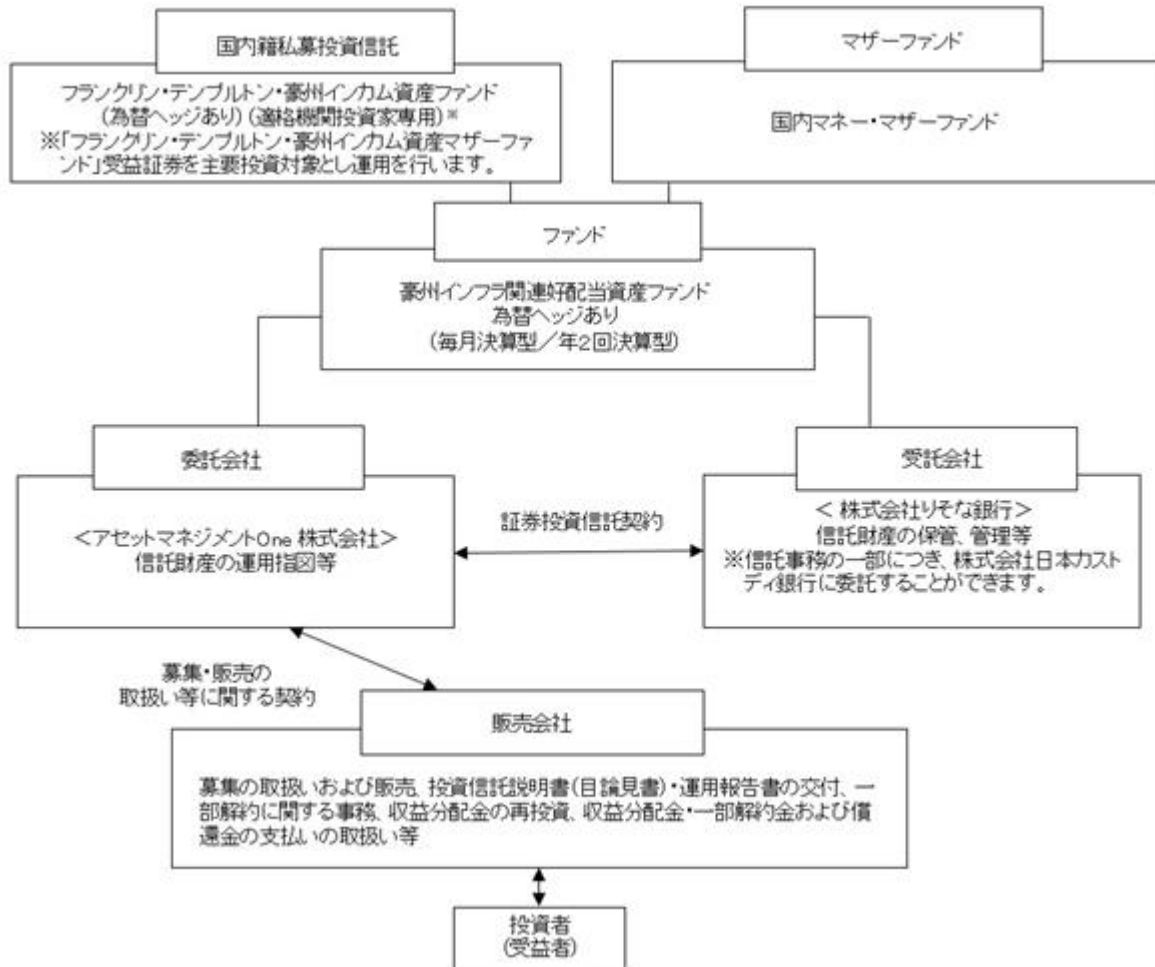 国内籍私募投資信託
フランクリン・テンプルトン・豪州インカム資産ファンド
(為替ヘッジあり)(適格機関投資家専用)※
※「フランクリン・テンプルトン・豪州インカム資産マザーファ
ンド」受益証券を主要投資対象とし運用を行います。
マザーファンド
国内マネー・マザーファンド
ファンド
豪州インフラ関連好配当資産ファンド
為替ヘッジあり
(毎月決算型／年2回決算型)
委託会社
<アセットマネジメントOne 株式会社>
信託財産の運用指図等
証券投資信託契約
受託会社
< 株式会社りそな銀行>
信託財産の保管、管理等
※信託事務の一部につき、株式会社日本カスト
ディ銀行に委託することができます。
募集・販売の
取扱い等に関する契約
販売会社
募集の取扱いおよび販売、投資信託説明書(目論見書)・運用報告書の交付、一
部解約に関する事務、収益分配金の再投資、収益分配金・一部解約金および償
還金の支払いの取扱い等
投資者
(受益者)